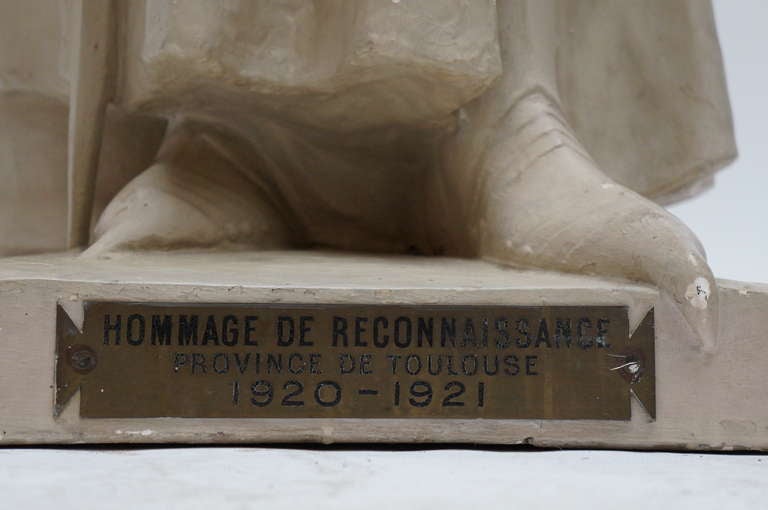 HOMMAGE DE RECONNAISSANCE
PROVINCE DE TOULOUSE
1920 - 1921